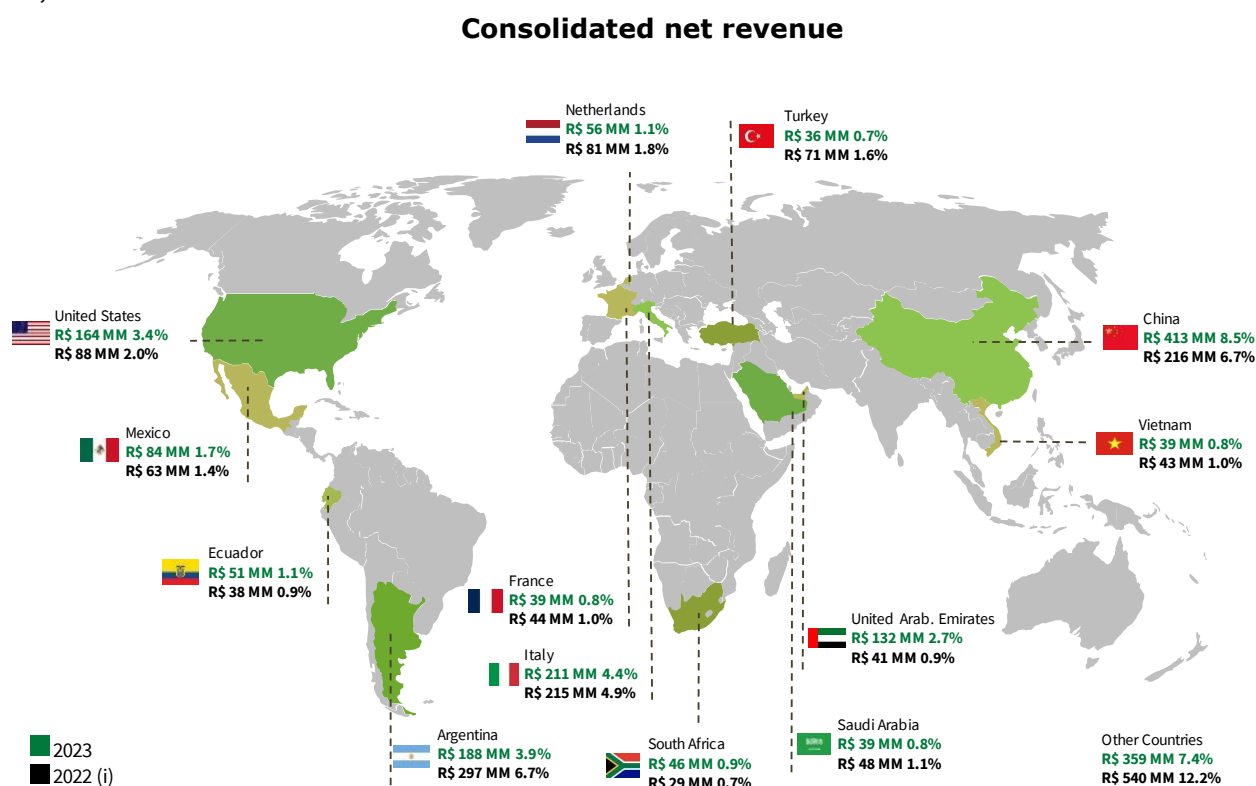 Consolidated net revenue
Netherlands
R$ 56 MM 1.1%
R$ 81 MM 1.8%
Turkey
R$ 36 MM 0.7%
R$ 71 MM 1.6%
United States
R$ 164 MM 3.4%
R$ 88 MM 2.0%
China
R$ 413 MM 8.5%
R$ 216 MM 6.7%
Mexico
R$ 84 MM 1.7%
R$ 63 MM 1.4%
Vietnam
R$ 39 MM 0.8%
R$ 43 MM 1.0%
Ecuador
R$ 51 MM 1.1%
R$ 38 MM 0.9%
France
R$ 39 MM 0.8%
R$ 44 MM 1.0%
United Arab. Emirates
R$ 132 MM 2.7%
R$ 41 MM 0.9%
Italy
R$ 211 MM 4.4%
R$ 215 MM 4.9%
Argentina
R$ 188 MM 3.9%
R$ 297 MM 6.7%
South Africa
R$ 46 MM 0.9%
R$ 29 MM 0.7%
Saudi Arabia
R$ 39 MM 0.8%
R$ 48 MM 1.1%
Other Countries
R$ 359 MM 7.4%
R$ 540 MM 12.2%
2023
2022 (i)